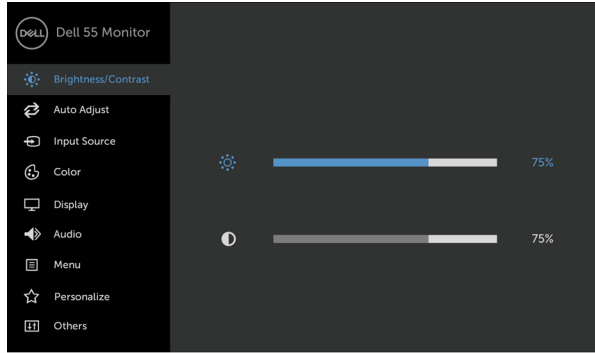 DELL Dell 55 Monitor
Brightness/Contrast
Auto Adjust
Input Source
Color
75%
Display
Audio
75%
Menu
Personalize
Others